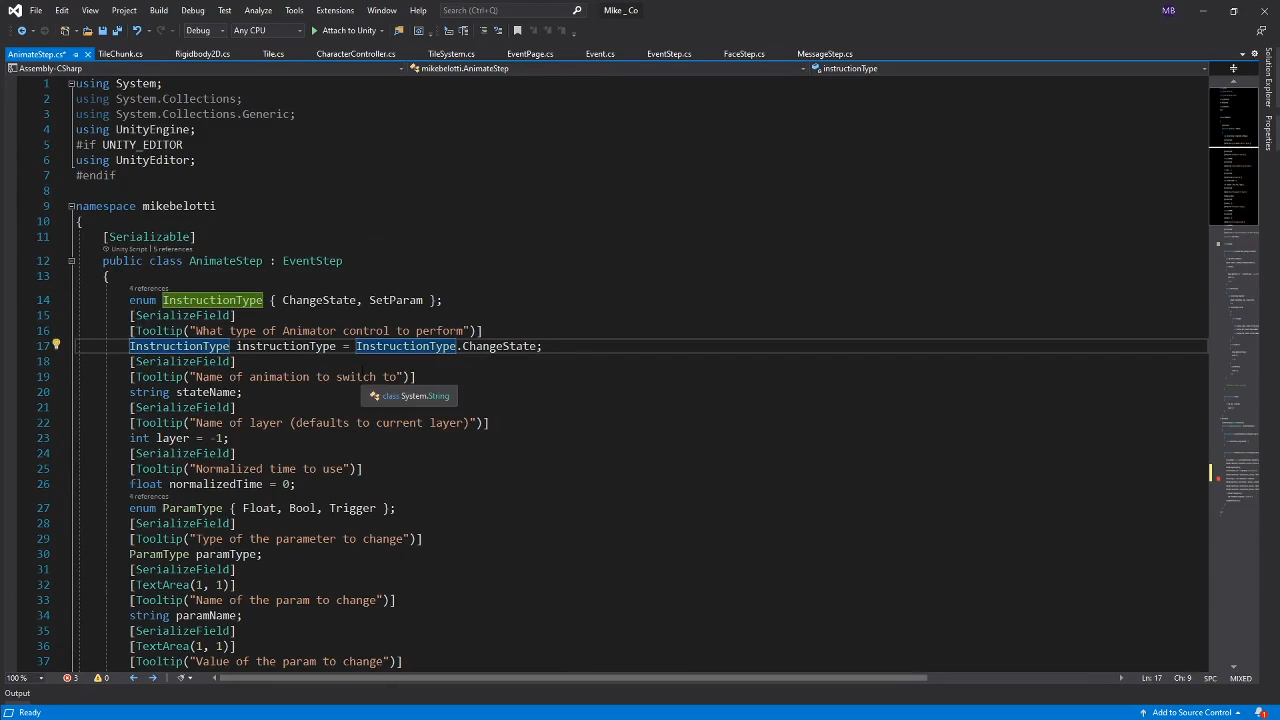 File Edit View Git Project Build Debug Test Analyze Tools Extensions Window Help Search (Ctrl+Q) Mike _ Co MB
Debug Any CPU Attach to Unity
AnimateStep.cs* TileChunk.cs Rigidbody2D.cs Tile.cs CharacterController.cs TileSystem.cs EventPage.cs Event.cs EventStep.cs FaceStep.cs MessageStep.cs
Assembly-CSharp mikebelotti.AnimateStep instructionType
Solution Explorer
Properties
1 using System;
2 using System.Collections;
3 using System.Collections.Generic;
4 using UnityEngine;
5 #if UNITY_EDITOR
6 using UnityEditor;
7 #endif
8
9 namespace mikebelotti
10 {
11 [Serializable]
Unity Script | 5 references
12 public class AnimateStep : EventStep
13 {
4 references
14 enum InstructionType { ChangeState, SetParam };
15 [SerializeField]
16 [Tooltip("What type of Animator control to perform")]
17 InstructionType instructionType = InstructionType.ChangeState;
18 [SerializeField]
19 [Tooltip("Name of animation to switch to")]
20 string stateName;
class System.String
21 [SerializeField]
22 [Tooltip("Name of layer (defaults to current layer)")]
23 int layer = -1;
24 [SerializeField]
25 [Tooltip("Normalized time to use")]
26 float normalizedTime = 0;
4 references
27 enum ParamType { Float, Bool, Trigger };
28 [SerializeField]
29 [Tooltip("Type of the parameter to change")]
30 ParamType paramType;
31 [SerializeField]
32 [TextArea(1, 1)]
33 [Tooltip("Name of the param to change")]
34 string paramName;
35 [SerializeField]
36 [TextArea(1, 1)]
37 [Tooltip("Value of the param to change")]
100 % 3 0 Ln: 17 Ch: 9 SPC MIXED
Output
Ready Add to Source Control 1